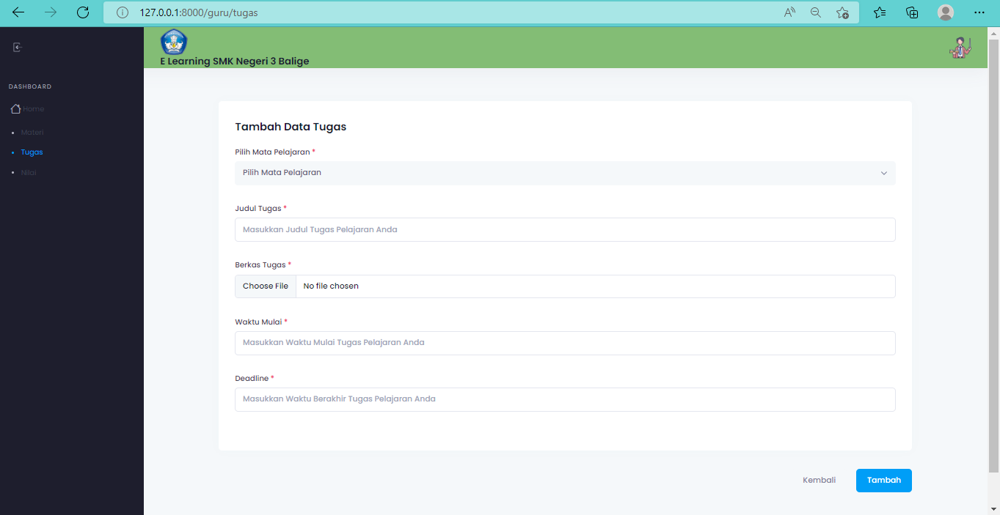 127.0.0.1:8000/guru/tugas
E Learning SMK Negeri 3 Balige
DASHBOARD
Home
Materi
Tugas
Nilai
Tambah Data Tugas
Pilih Mata Pelajaran *
Pilih Mata Pelajaran
Judul Tugas *
Masukkan Judul Tugas Pelajaran Anda
Berkas Tugas *
Choose File No file chosen
Waktu Mulai *
Masukkan Waktu Mulai Tugas Pelajaran Anda
Deadline *
Masukkan Waktu Berakhir Tugas Pelajaran Anda
Kembali Tambah